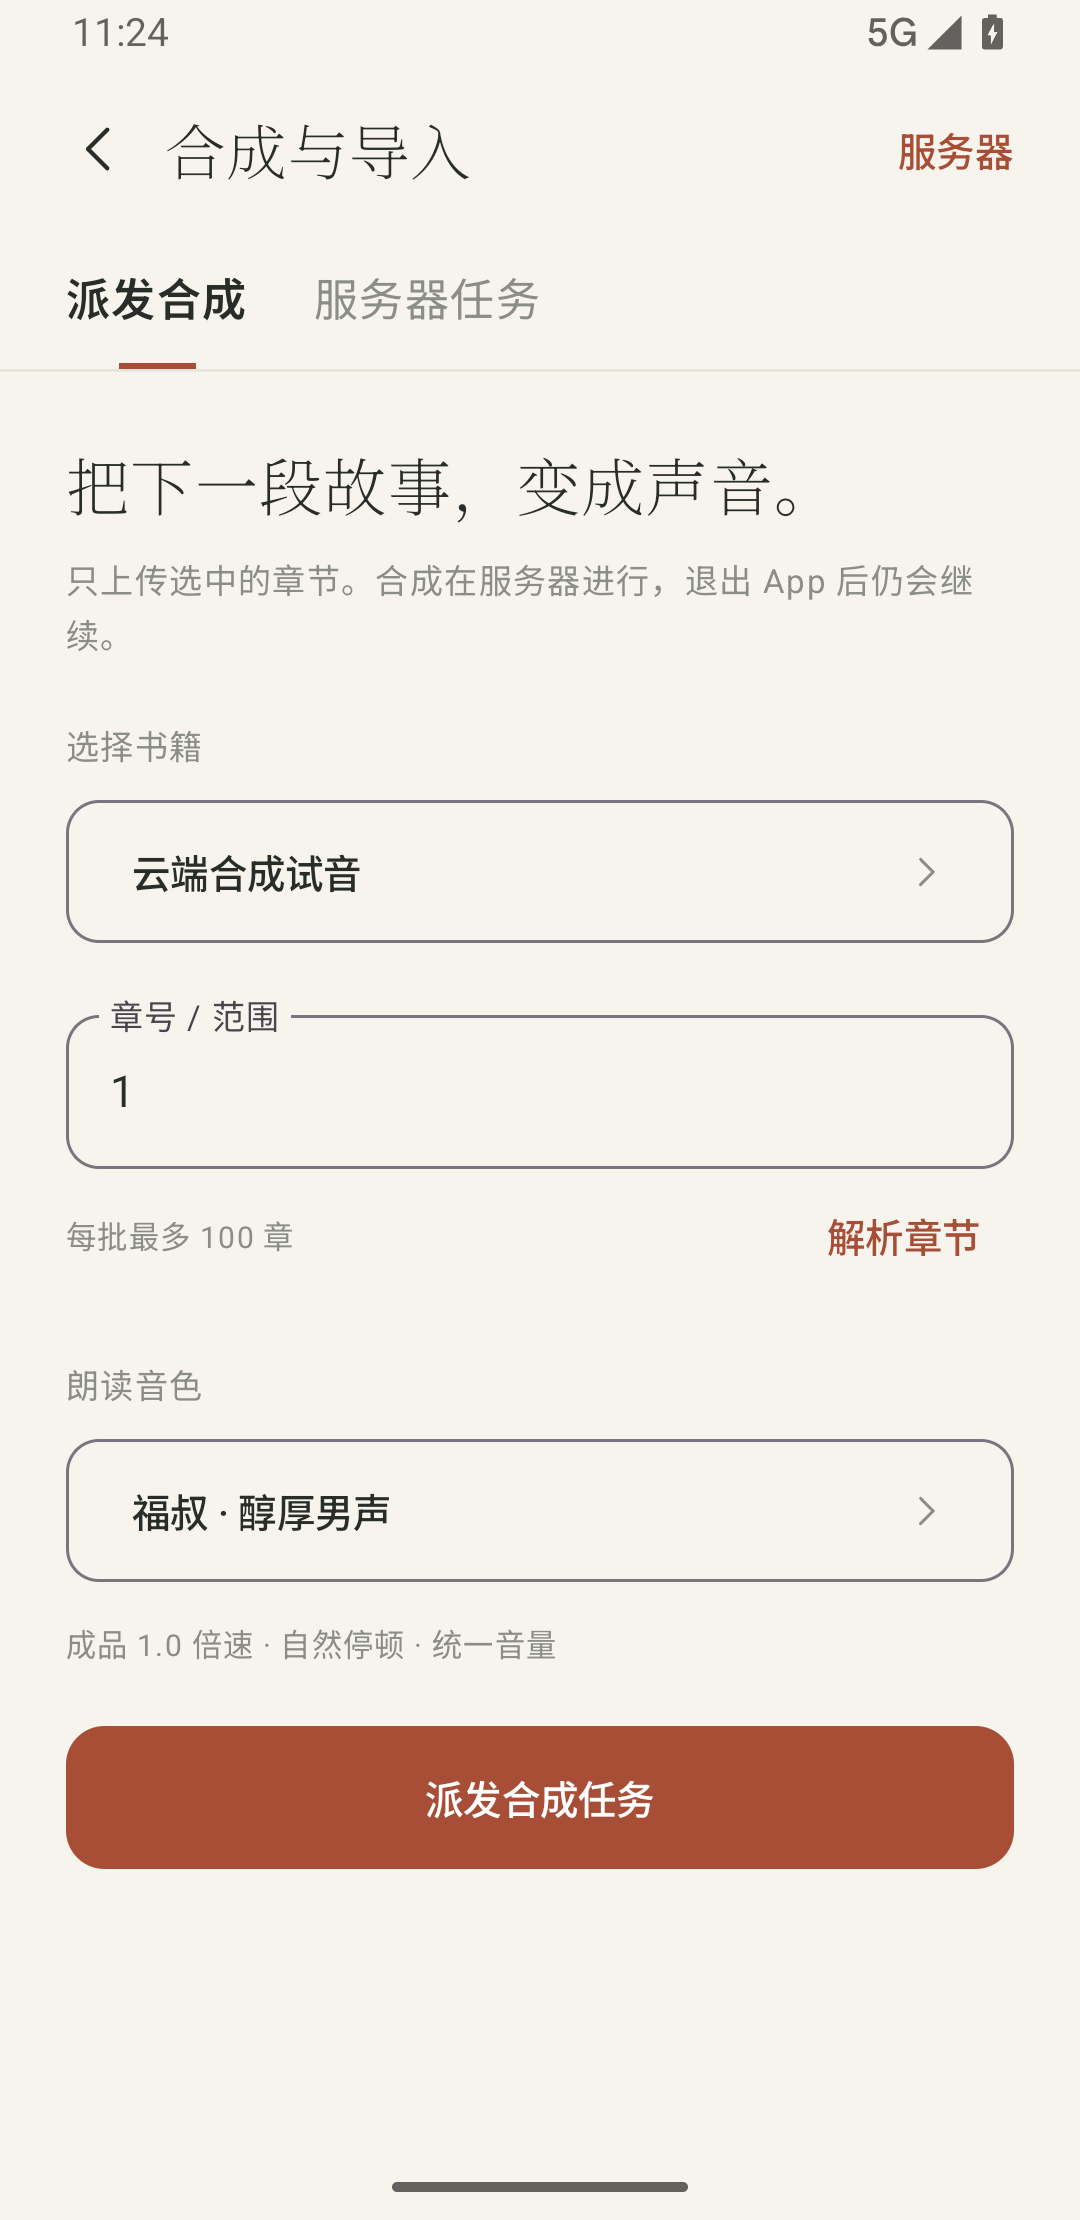 11:24
5G
合成与导入
服务器
派发合成
服务器任务
把下一段故事，变成声音。
只上传选中的章节。合成在服务器进行，退出 App 后仍会继
续。
选择书籍
云端合成试音
章号 / 范围
1
每批最多 100 章
解析章节
朗读音色
福叔 · 醇厚男声
成品 1.0 倍速 · 自然停顿 · 统一音量
派发合成任务